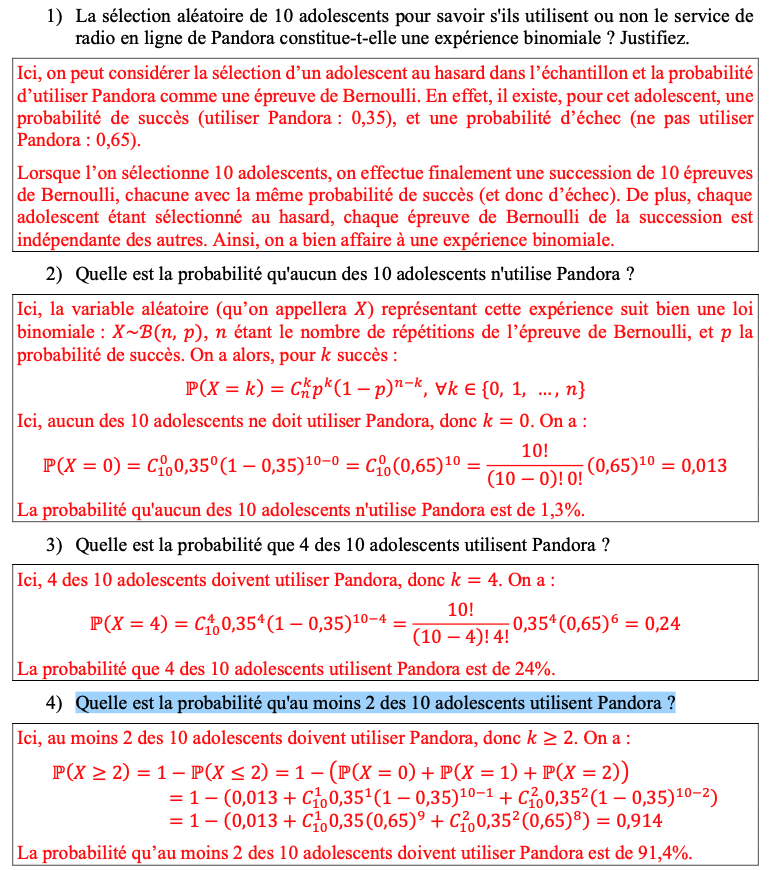 1) La sélection aléatoire de 10 adolescents pour savoir s'ils utilisent ou non le service de
radio en ligne de Pandora constitue-t-elle une expérience binomiale ? Justifiez.
Ici, on peut considérer la sélection d’un adolescent au hasard dans l’échantillon et la probabilité
d’utiliser Pandora comme une épreuve de Bernoulli. En effet, il existe, pour cet adolescent, une
probabilité de succès (utiliser Pandora : 0,35), et une probabilité d’échec (ne pas utiliser
Pandora : 0,65).
Lorsque l’on sélectionne 10 adolescents, on effectue finalement une succession de 10 épreuves
de Bernoulli, chacune avec la même probabilité de succès (et donc d’échec). De plus, chaque
adolescent étant sélectionné au hasard, chaque épreuve de Bernoulli de la succession est
indépendante des autres. Ainsi, on a bien affaire à une expérience binomiale.
2) Quelle est la probabilité qu'aucun des 10 adolescents n'utilise Pandora ?
Ici, la variable aléatoire (qu’on appellera X) représentant cette expérience suit bien une loi
binomiale : X~ℬ(n, p), n étant le nombre de répétitions de l’épreuve de Bernoulli, et p la
probabilité de succès. On a alors, pour k succès :
ℙ(X = k) = C_n^k p^k (1 − p)^{n−k}, ∀k ∈ {0, 1, …, n}
Ici, aucun des 10 adolescents ne doit utiliser Pandora, donc k = 0. On a :
ℙ(X = 0) = C_{10}^0 0,35^0 (1 − 0,35)^{10−0} = C_{10}^0 (0,65)^{10} = 10! / ((10 − 0)! 0!) (0,65)^{10} = 0,013
La probabilité qu'aucun des 10 adolescents n'utilise Pandora est de 1,3%.
3) Quelle est la probabilité que 4 des 10 adolescents utilisent Pandora ?
Ici, 4 des 10 adolescents doivent utiliser Pandora, donc k = 4. On a :
ℙ(X = 4) = C_{10}^4 0,35^4 (1 − 0,35)^{10−4} = 10! / ((10 − 4)! 4!) 0,35^4 (0,65)^6 = 0,24
La probabilité que 4 des 10 adolescents utilisent Pandora est de 24%.
4) Quelle est la probabilité qu'au moins 2 des 10 adolescents utilisent Pandora ?
Ici, au moins 2 des 10 adolescents doivent utiliser Pandora, donc k ≥ 2. On a :
ℙ(X ≥ 2) = 1 − ℙ(X ≤ 2) = 1 − (ℙ(X = 0) + ℙ(X = 1) + ℙ(X = 2))
= 1 − (0,013 + C_{10}^1 0,35^1 (1 − 0,35)^{10−1} + C_{10}^2 0,35^2 (1 − 0,35)^{10−2})
= 1 − (0,013 + C_{10}^1 0,35(0,65)^9 + C_{10}^2 0,35^2 (0,65)^8) = 0,914
La probabilité qu’au moins 2 des 10 adolescents doivent utiliser Pandora est de 91,4%.